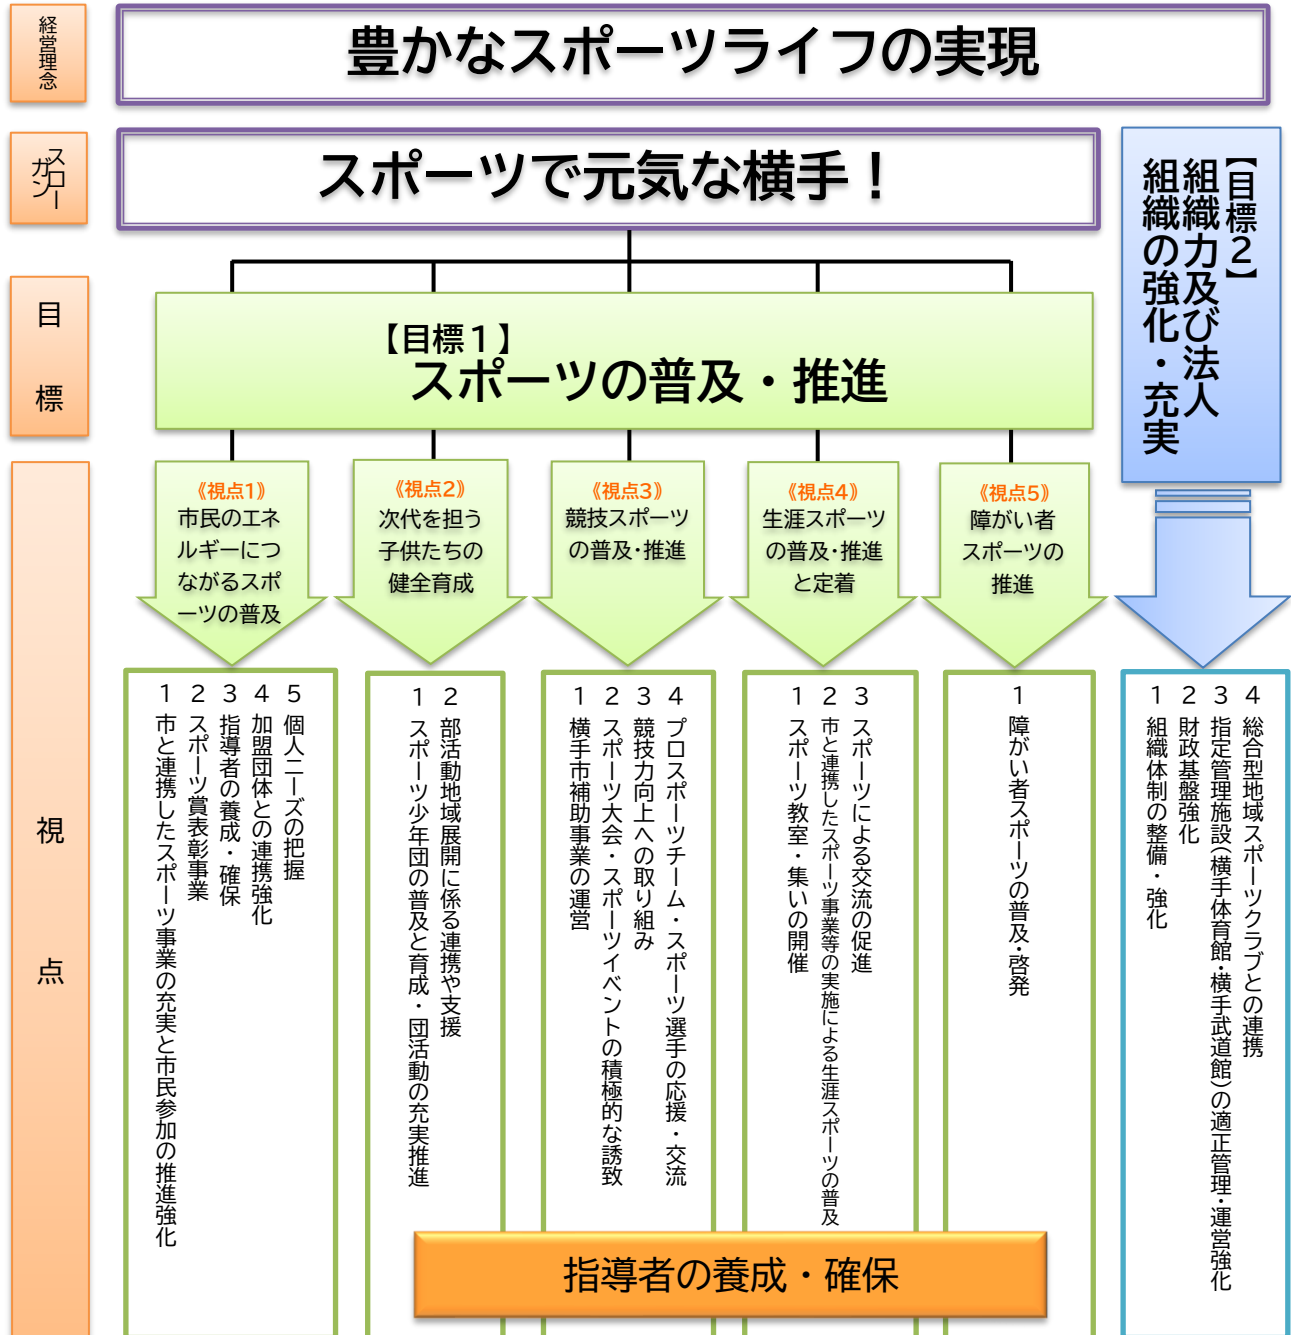 経営理念
豊かなスポーツライフの実現
スローガン
スポーツで元気な横手！
【目標２】
組織力及び法人
組織の強化・充実
目標
【目標１】
スポーツの普及・推進
視点
《視点1》
市民のエネ
ルギーにつ
ながるスポ
ーツの普及
《視点2》
次代を担う
子供たちの
健全育成
《視点3》
競技スポーツ
の普及・推進
《視点4》
生涯スポーツ
の普及・推進
と定着
《視点5》
障がい者
スポーツの
推進
１ 市と連携したスポーツ事業の充実と市民参加の推進強化
２ スポーツ賞表彰事業
３ 指導者の養成・確保
４ 加盟団体との連携強化
５ 個人ニーズの把握
１ スポーツ少年団の普及と育成・団活動の充実推進
２ 部活動地域展開に係る連携や支援
１ 横手市補助事業の運営
２ スポーツ大会・スポーツイベントの積極的な誘致
３ 競技力向上への取り組み
４ プロスポーツチーム・スポーツ選手の応援・交流
１ スポーツ教室・集いの開催
２ 市と連携したスポーツ事業等の実施による生涯スポーツの普及
３ スポーツによる交流の促進
１ 障がい者スポーツの普及・啓発
１ 組織体制の整備・強化
２ 財政基盤強化
３ 指定管理施設（横手体育館・横手武道館）の適正管理・運営強化
４ 総合型地域スポーツクラブとの連携
指導者の養成・確保